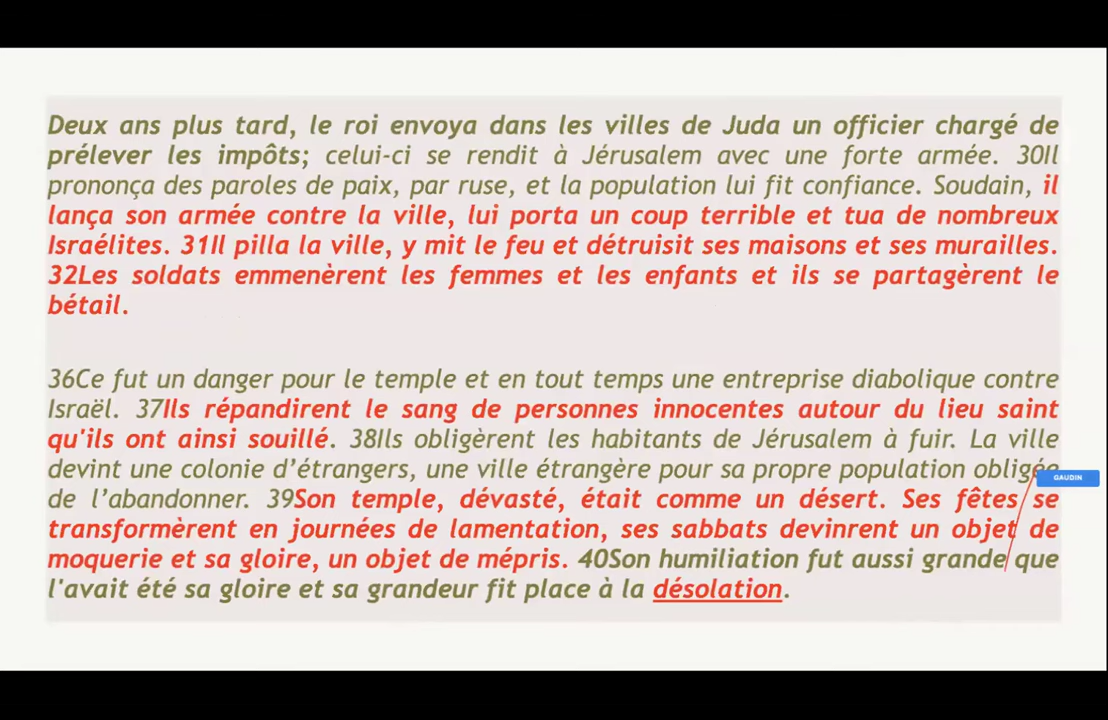 Deux ans plus tard, le roi envoya dans les villes de Juda un officier chargé de
prélever les impôts; celui-ci se rendit à Jérusalem avec une forte armée. 30Il
prononça des paroles de paix, par ruse, et la population lui fit confiance. Soudain, il
lança son armée contre la ville, lui porta un coup terrible et tua de nombreux
Israélites. 31Il pilla la ville, y mit le feu et détruisit ses maisons et ses murailles.
32Les soldats emmenèrent les femmes et les enfants et ils se partagèrent le
bétail.
36Ce fut un danger pour le temple et en tout temps une entreprise diabolique contre
Israël. 37Ils répandirent le sang de personnes innocentes autour du lieu saint
qu'ils ont ainsi souillé. 38Ils obligèrent les habitants de Jérusalem à fuir. La ville
devint une colonie d’étrangers, une ville étrangère pour sa propre population obligée
GAUDIN
de l’abandonner. 39Son temple, dévasté, était comme un désert. Ses fêtes se
transformèrent en journées de lamentation, ses sabbats devinrent un objet de
moquerie et sa gloire, un objet de mépris. 40Son humiliation fut aussi grande que
l'avait été sa gloire et sa grandeur fit place à la désolation.